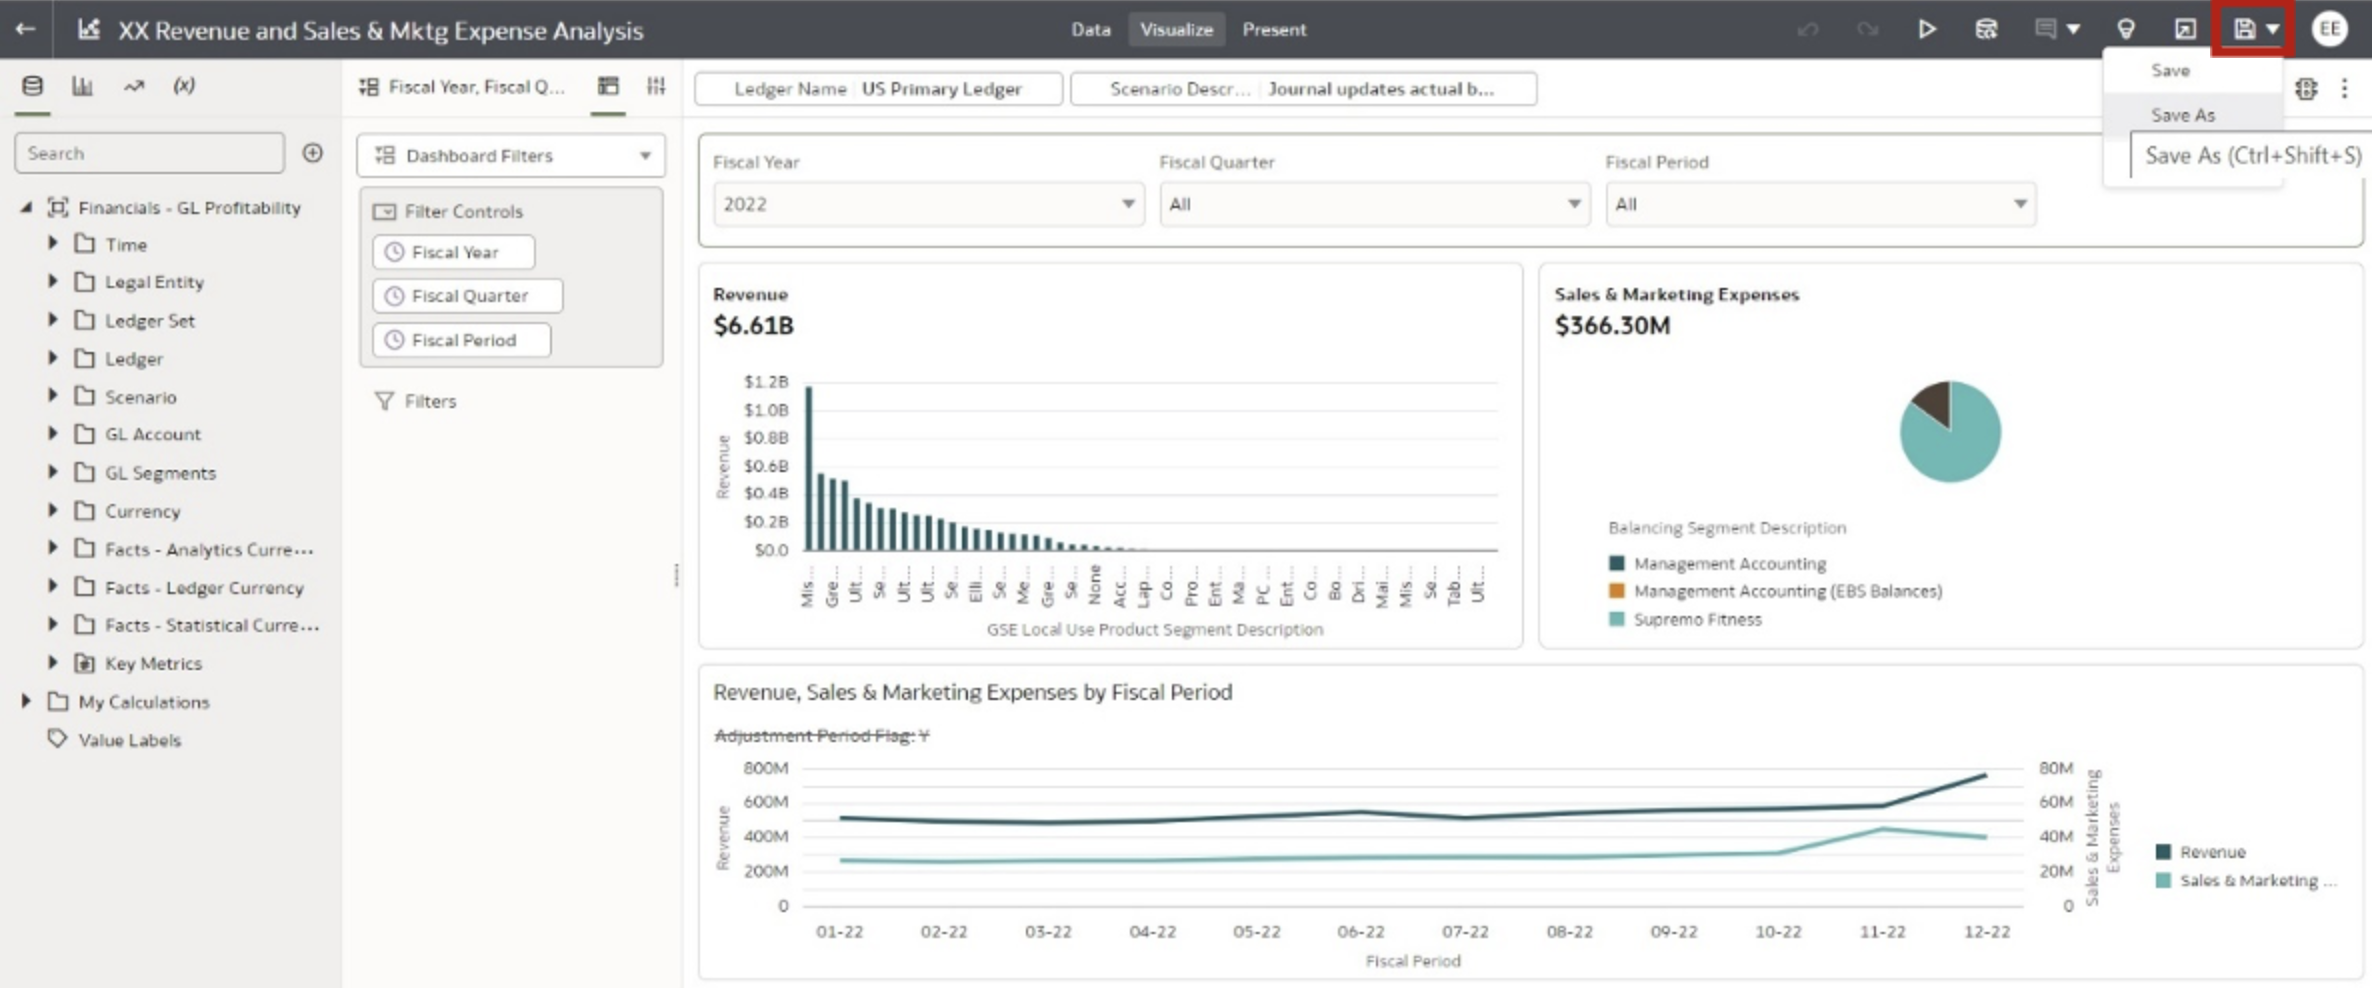 XX Revenue and Sales & Mktg Expense Analysis
Data Visualize Present
EE
Save
Save As
Save As (Ctrl+Shift+S)
(x)
Search
Financials - GL Profitability
Time
Legal Entity
Ledger Set
Ledger
Scenario
GL Account
GL Segments
Currency
Facts - Analytics Curre...
Facts - Ledger Currency
Facts - Statistical Curre...
Key Metrics
My Calculations
Value Labels
Fiscal Year, Fiscal Q...
Dashboard Filters
Filter Controls
Fiscal Year
Fiscal Quarter
Fiscal Period
Filters
Ledger Name US Primary Ledger
Scenario Descr... Journal updates actual b...
Fiscal Year
2022
Fiscal Quarter
All
Fiscal Period
All
Revenue
$6.61B
$1.2B
$1.0B
$0.8B
$0.6B
$0.4B
$0.2B
$0.0
Revenue
Mis... Gre... Ult... Se... Ult... Ult... Se... Elli... Se... Me... Gre... Se... None Acc... Lap... Co... Pro... Ent... Ma... PC ... Ent... Co... Bo... Dri... Mai... Mis... Se... Tab... Ult...
GSE Local Use Product Segment Description
Sales & Marketing Expenses
$366.30M
Balancing Segment Description
Management Accounting
Management Accounting (EBS Balances)
Supremo Fitness
Revenue, Sales & Marketing Expenses by Fiscal Period
Adjustment Period Flag: Y
800M
600M
400M
200M
0
Revenue
80M
60M
40M
20M
0
Sales & Marketing
Expenses
01-22 02-22 03-22 04-22 05-22 06-22 07-22 08-22 09-22 10-22 11-22 12-22
Fiscal Period
Revenue
Sales & Marketing ...